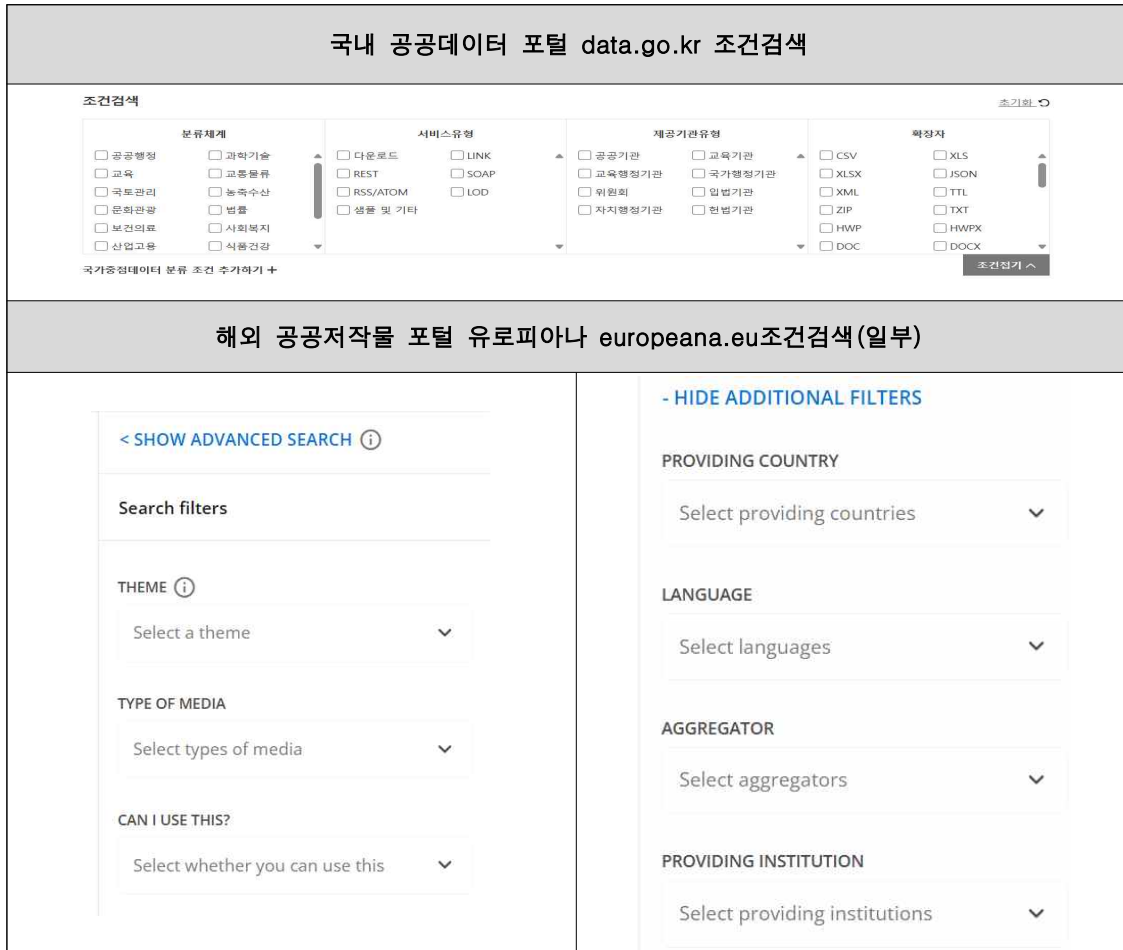 국내 공공데이터 포털 data.go.kr 조건검색
조건검색
초기화
분류체계 서비스유형 제공기관유형 확장자
공공행정 과학기술 다운로드 LINK 공공기관 교육기관 CSV XLS
교육 교통물류 REST SOAP 교육행정기관 국가행정기관 XLSX JSON
국토관리 농축수산 RSS/ATOM LOD 위원회 입법기관 XML TTL
문화관광 법률 샘플 및 기타 자치행정기관 헌법기관 ZIP TXT
보건의료 사회복지 HWP HWPX
산업고용 식품건강 DOC DOCX
국가중점데이터 분류 조건 추가하기 +
조건접기
해외 공공저작물 포털 유로피아나 europeana.eu조건검색(일부)
< SHOW ADVANCED SEARCH
Search filters
THEME
Select a theme
TYPE OF MEDIA
Select types of media
CAN I USE THIS?
Select whether you can use this
- HIDE ADDITIONAL FILTERS
PROVIDING COUNTRY
Select providing countries
LANGUAGE
Select languages
AGGREGATOR
Select aggregators
PROVIDING INSTITUTION
Select providing institutions